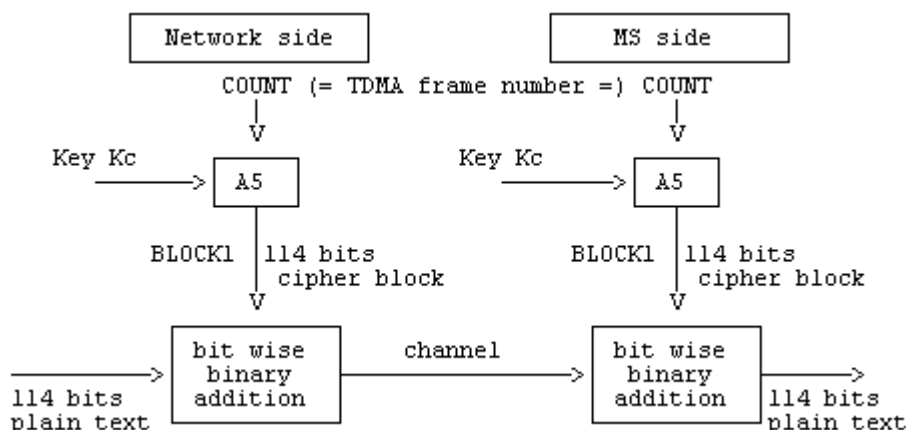 Network side
MS side
COUNT (= TDMA frame number =) COUNT
Key Kc
A5
Key Kc
A5
BLOCK1
114 bits
cipher block
BLOCK1
114 bits
cipher block
bit wise
binary
addition
channel
bit wise
binary
addition
114 bits
plain text
114 bits
plain text